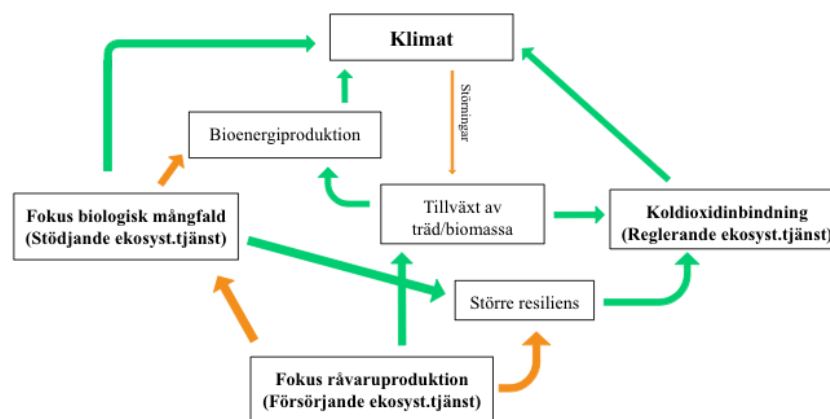 Klimat
Störningar
Bioenergiproduktion
Fokus biologisk mångfald
(Stödjande ekosyst.tjänst)
Tillväxt av
träd/biomassa
Koldioxidinbindning
(Reglerande ekosyst.tjänst)
Större resiliens
Fokus råvaruproduktion
(Försörjande ekosyst.tjänst)